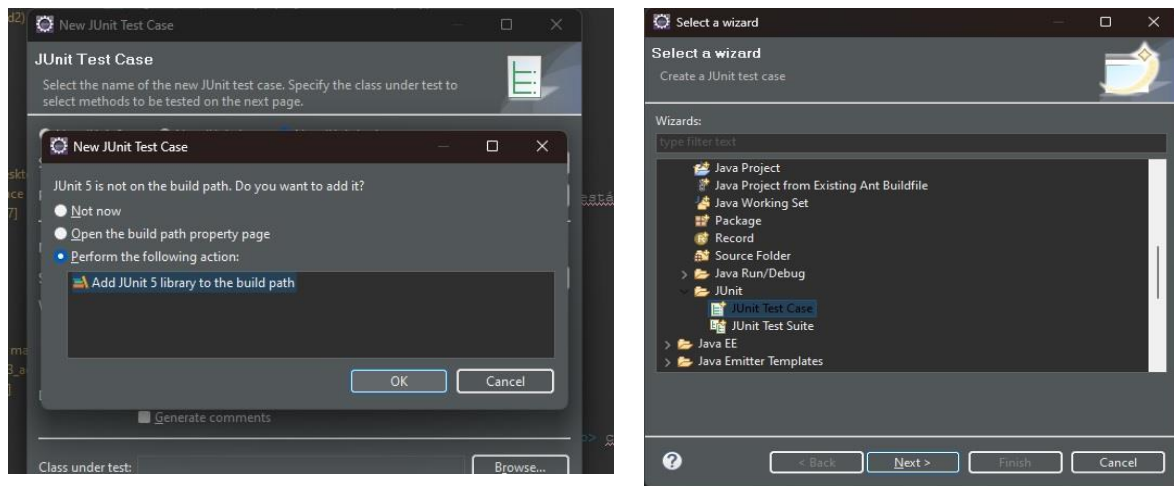 New JUnit Test Case
JUnit Test Case
Select the name of the new JUnit test case. Specify the class under test to
select methods to be tested on the next page.
New JUnit Test Case
JUnit 5 is not on the build path. Do you want to add it?
Not now
Open the build path property page
Perform the following action:
Add JUnit 5 library to the build path
OK
Cancel
Generate comments
Class under test:
Browse...
Select a wizard
Select a wizard
Create a JUnit test case
Wizards:
type filter text
Java Project
Java Project from Existing Ant Buildfile
Java Working Set
Package
Record
Source Folder
Java Run/Debug
JUnit
JUnit Test Case
JUnit Test Suite
Java EE
Java Emitter Templates
< Back
Next >
Finish
Cancel